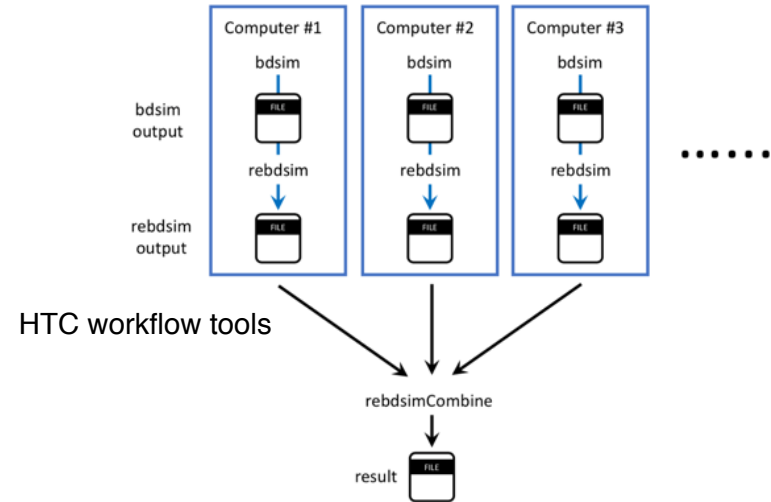 Computer #1 Computer #2 Computer #3
bdsim bdsim bdsim
bdsim
output
FILE FILE FILE
rebdsim rebdsim rebdsim
rebdsim
output
FILE FILE FILE
......
HTC workflow tools
rebdsimCombine
result
FILE